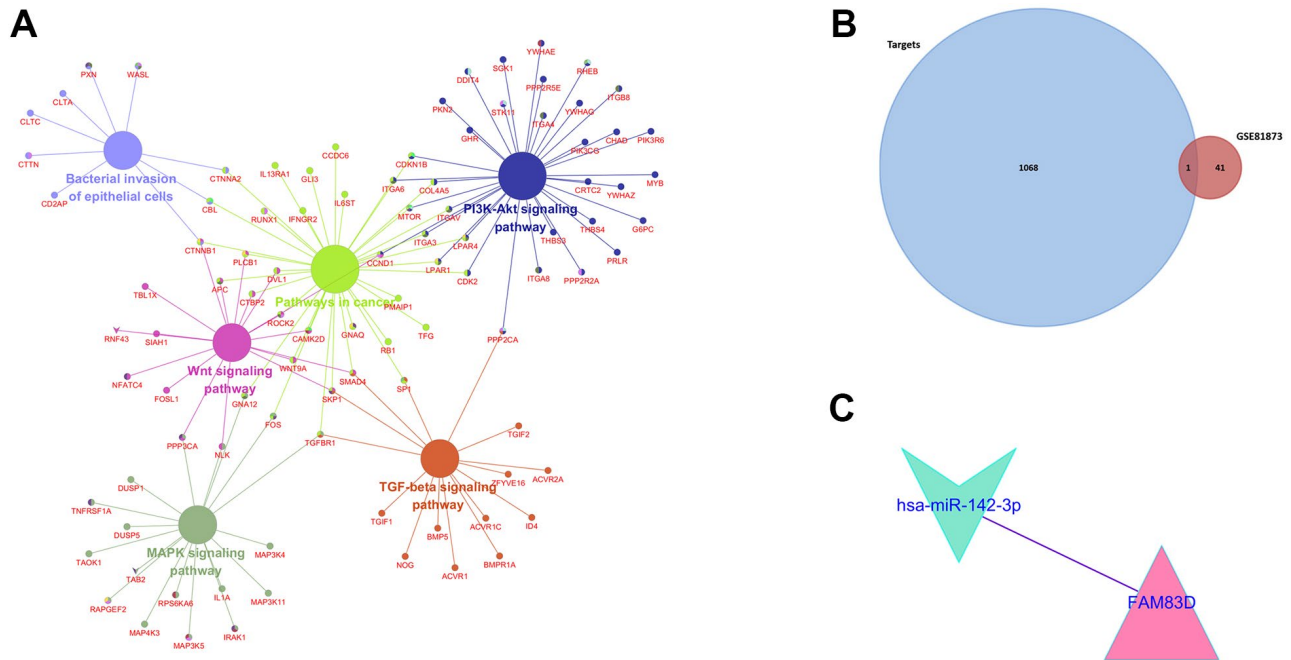 A
PXN
WASL
CLTA
CLTC
CTTN
CD2AP
Bacterial invasion
of epithelial cells
CTNNA2
CBL
CTNNB1
IL13RA1
GLI3
CCDC6
IL6ST
IFNGR2
RUNX1
PLCB1
DVL1
APC
CTBP2
Pathways in cancer
ROCK2
CAMK2D
GNAQ
RB1
TFG
PMAIP1
WNT9A
SMAD4
SKP1
SP1
CCND1
CDKN1B
ITGA6
COL4A5
MTOR
ITGAV
ITGA3
LPAR4
LPAR1
CDK2
YWHAE
SGK1
RHEB
DDIT4
PPP2R5E
ITGB8
PKN2
STK11
YWHAG
ITGA4
GHR
PIK3CG
CHAD
PIK3R6
MYB
CRTC2
YWHAZ
PI3K-Akt signaling
pathway
THBS4
G6PC
THBS3
PRLR
ITGA8
PPP2R2A
PPP2CA
TBL1X
RNF43
SIAH1
NFATC4
FOSL1
Wnt signaling
pathway
GNA12
FOS
PPP3CA
NLK
TGFBR1
TGIF2
ZFYVE16
ACVR2A
TGF-beta signaling
pathway
TGIF1
BMP5
ACVR1C
ID4
NOG
ACVR1
BMPR1A
DUSP1
TNFRSF1A
DUSP5
MAPK signaling
pathway
TAOK1
TAB2
MAP3K4
RAPGEF2
RPS6KA6
IL1A
MAP3K11
MAP4K3
MAP3K5
IRAK1
B
Targets
GSE81873
1068
1
41
C
hsa-miR-142-3p
FAM83D